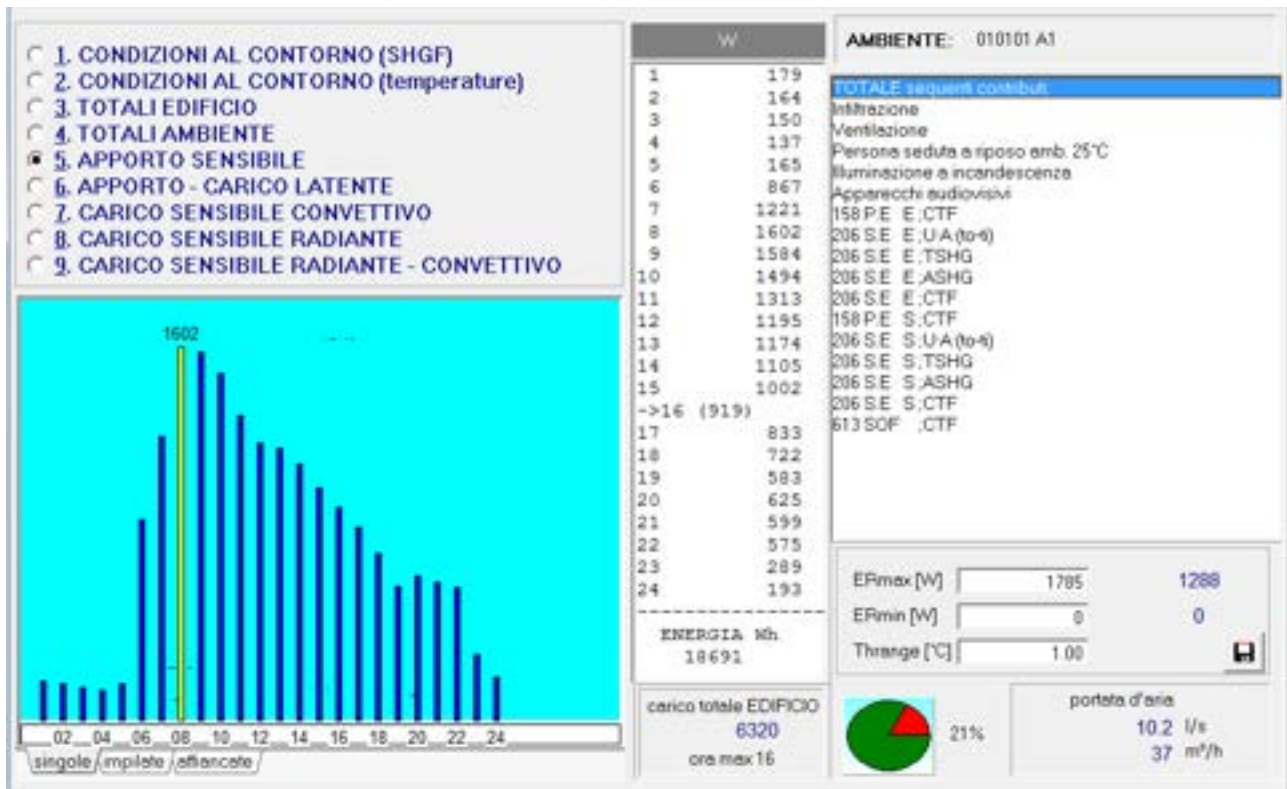 1. CONDIZIONI AL CONTORNO (SHGF)
2. CONDIZIONI AL CONTORNO (temperature)
3. TOTALI EDIFICIO
4. TOTALI AMBIENTE
5. APPORTO SENSIBILE
6. APPORTO - CARICO LATENTE
7. CARICO SENSIBILE CONVETTIVO
8. CARICO SENSIBILE RADIANTE
9. CARICO SENSIBILE RADIANTE - CONVETTIVO
1602
02 04 06 08 10 12 14 16 18 20 22 24
singole impilate affiancate
W
1 179
2 164
3 150
4 137
5 165
6 867
7 1221
8 1602
9 1584
10 1494
11 1313
12 1195
13 1174
14 1105
15 1002
->16 (919)
17 833
18 722
19 583
20 625
21 599
22 575
23 289
24 193
ENERGIA Wh
18691
carico totale EDIFICIO
6320
ora max 16
AMBIENTE: 010101 A1
TOTALE seguenti contributi:
Infiltrazione
Ventilazione
Persona seduta a riposo amb. 25°C
Illuminazione a incandescenza
Apparecchi audiovisivi
158 P.E E ;CTF
206 S.E E ;U·A (to-ti)
206 S.E E ;TSHG
206 S.E E ;ASHG
206 S.E E ;CTF
158 P.E S ;CTF
206 S.E S ;U·A (to-ti)
206 S.E S ;TSHG
206 S.E S ;ASHG
206 S.E S ;CTF
613 SOF ;CTF
ERmax [W] 1785 1288
ERmin [W] 0 0
Thrange [°C] 1.00
21%
portata d'aria
10.2 l/s
37 m³/h